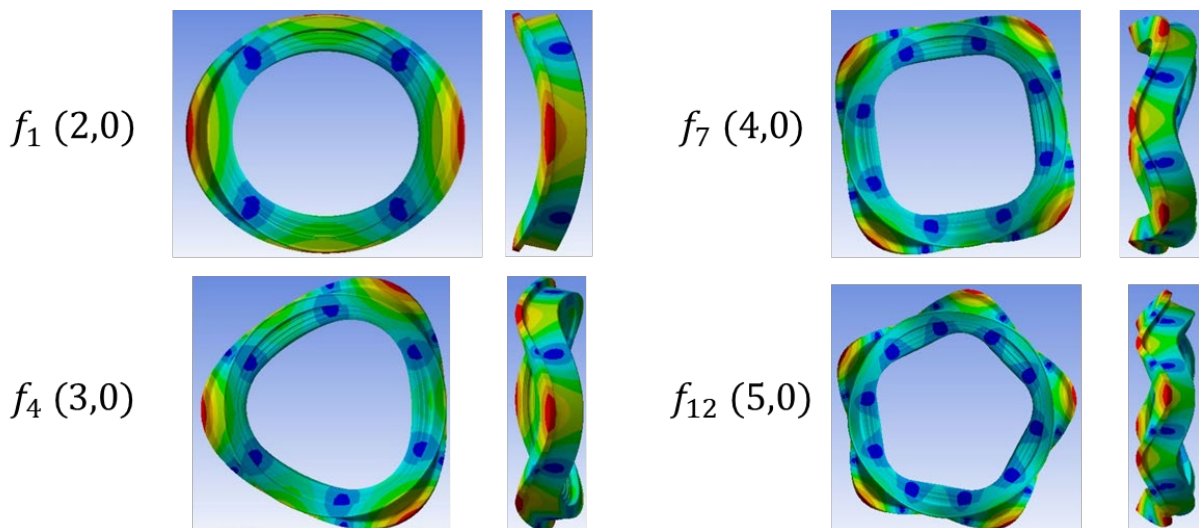 f₁ (2,0)
f₇ (4,0)
f₄ (3,0)
f₁₂ (5,0)